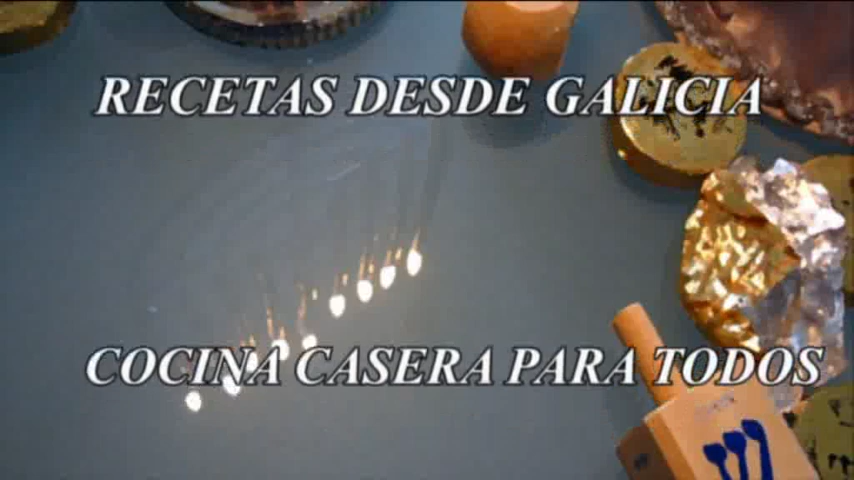 RECETAS DESDE GALICIA
COCINA CASERA PARA TODOS
ש